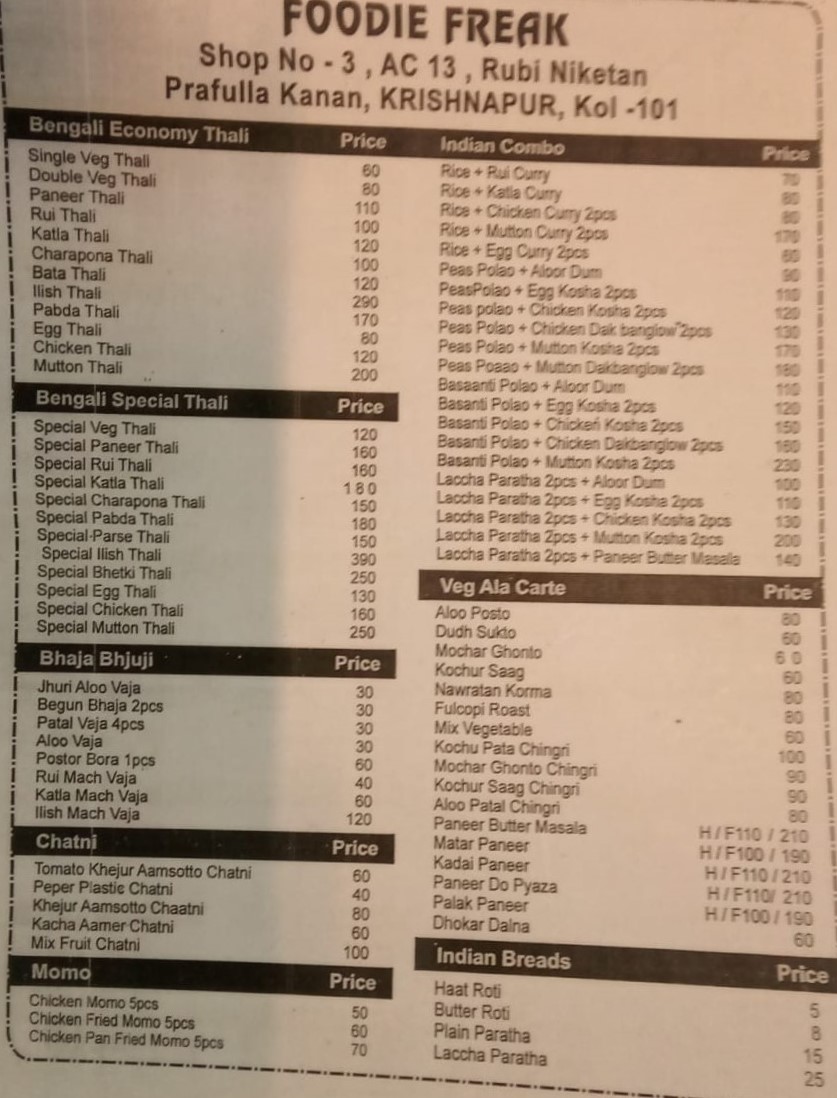 FOODIE FREAK
Shop No - 3 , AC 13 , Rubi Niketan
Prafulla Kanan, KRISHNAPUR, Kol -101
Bengali Economy Thali Price
Single Veg Thali 60
Double Veg Thali 80
Paneer Thali 110
Rui Thali 100
Katla Thali 120
Charapona Thali 100
Bata Thali 120
Ilish Thali 290
Pabda Thali 170
Egg Thali 80
Chicken Thali 120
Mutton Thali 200
Bengali Special Thali Price
Special Veg Thali 120
Special Paneer Thali 160
Special Rui Thali 160
Special Katla Thali 1 8 0
Special Charapona Thali 150
Special Pabda Thali 180
Special-Parse Thali 150
Special Ilish Thali 390
Special Bhetki Thali 250
Special Egg Thali 130
Special Chicken Thali 160
Special Mutton Thali 250
Bhaja Bhjuji Price
Jhuri Aloo Vaja 30
Begun Bhaja 2pcs 30
Patal Vaja 4pcs 30
Aloo Vaja 30
Postor Bora 1pcs 60
Rui Mach Vaja 40
Katla Mach Vaja 60
Ilish Mach Vaja 120
Chatni Price
Tomato Khejur Aamsotto Chatni 60
Peper Plastic Chatni 40
Khejur Aamsotto Chaatni 80
Kacha Aamer Chatni 60
Mix Fruit Chatni 100
Momo Price
Chicken Momo 5pcs 50
Chicken Fried Momo 5pcs 60
Chicken Pan Fried Momo 5pcs 70
Indian Combo Price
Rice + Rui Curry 70
Rice + Katla Curry 80
Rice + Chicken Curry 2pcs 80
Rice + Mutton Curry 2pcs 170
Rice + Egg Curry 2pcs 60
Peas Polao + Aloor Dum 90
PeasPolao + Egg Kosha 2pcs 110
Peas polao + Chicken Kosha 2pcs 120
Peas Polao + Chicken Dak banglow 2pcs 130
Peas Polao + Mutton Kosha 2pcs 170
Peas Poaao + Mutton Dakbanglow 2pcs 180
Basaanti Polao + Aloor Dum 110
Basanti Polao + Egg Kosha 2pcs 120
Basanti Polao + Chicken Kosha 2pcs 150
Basanti Polao + Chicken Dakbanglow 2pcs 160
Basanti Polao + Mutton Kosha 2pcs 230
Laccha Paratha 2pcs + Aloor Dum 100
Laccha Paratha 2pcs + Egg Kosha 2pcs 110
Laccha Paratha 2pcs + Chicken Kosha 2pcs 130
Laccha Paratha 2pcs + Mutton Kosha 2pcs 200
Laccha Paratha 2pcs + Paneer Butter Masala 140
Veg Ala Carte Price
Aloo Posto 80
Dudh Sukto 60
Mochar Ghonto 6 0
Kochur Saag 60
Nawratan Korma 80
Fulcopi Roast 80
Mix Vegetable 60
Kochu Pata Chingri 100
Mochar Ghonto Chingri 90
Kochur Saag Chingri 90
Aloo Patal Chingri 80
Paneer Butter Masala H / F110 / 210
Matar Paneer H / F100 / 190
Kadai Paneer H / F110 / 210
Paneer Do Pyaza H / F110/ 210
Palak Paneer H / F100 / 190
Dhokar Dalna 60
Indian Breads Price
Haat Roti 5
Butter Roti 8
Plain Paratha 15
Laccha Paratha 25